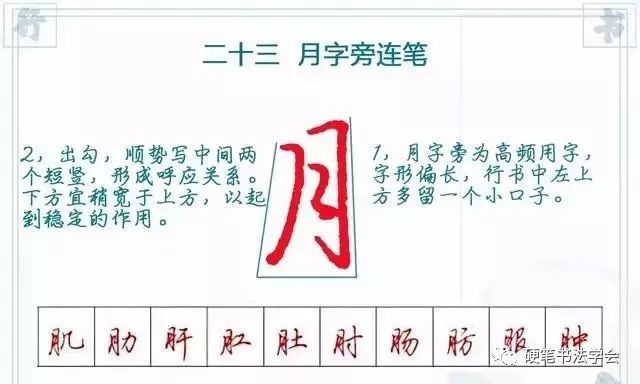 行
书
二十三 月字旁连笔
2，出勾，顺势写中间两
个短竖，形成呼应关系。
下方宜稍宽于上方，以起
到稳定的作用。
月
1，月字旁为高频用字，
字形偏长，行书中左上
方多留一个小口子。
肌 肋 肝 肛 肚 肘 肠 肪 服 肿
硬笔书法学会